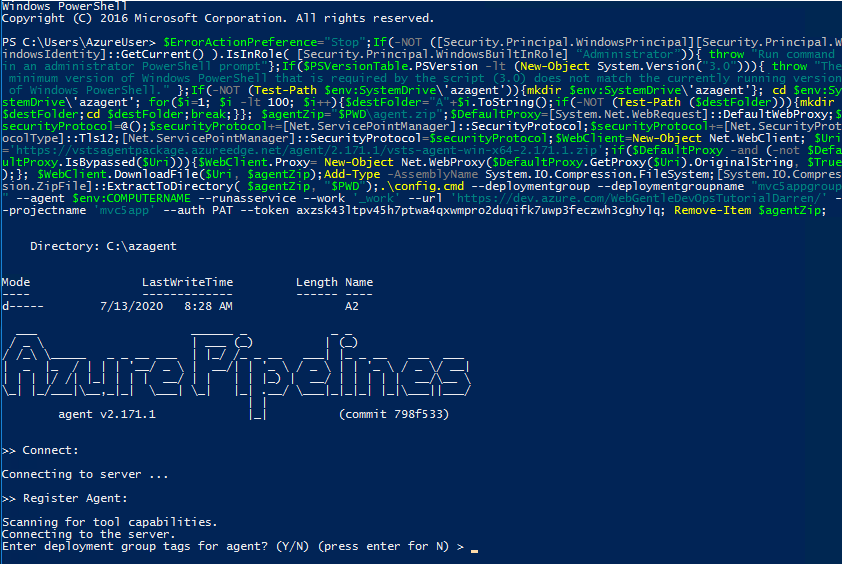 Windows PowerShell
Copyright (C) 2016 Microsoft Corporation. All rights reserved.
PS C:\Users\AzureUser> $ErrorActionPreference="Stop";If(-NOT ([Security.Principal.WindowsPrincipal][Security.Principal.W
indowsIdentity]::GetCurrent() ).IsInRole( [Security.Principal.WindowsBuiltInRole] "Administrator")){ throw "Run command
in an administrator PowerShell prompt"};If($PSVersionTable.PSVersion -lt (New-Object System.Version("3.0"))){ throw "The
 minimum version of Windows PowerShell that is required by the script (3.0) does not match the currently running version
 of Windows PowerShell." };If(-NOT (Test-Path $env:SystemDrive\'azagent')){mkdir $env:SystemDrive\'azagent'}; cd $env:Sy
stemDrive\'azagent'; for($i=1; $i -lt 100; $i++){$destFolder="A"+$i.ToString();if(-NOT (Test-Path ($destFolder))){mkdir
$destFolder;cd $destFolder;break;}}; $agentZip="$PWD\agent.zip";$DefaultProxy=[System.Net.WebRequest]::DefaultWebProxy;$
securityProtocol=@();$securityProtocol+=[Net.ServicePointManager]::SecurityProtocol;$securityProtocol+=[Net.SecurityProt
ocolType]::Tls12;[Net.ServicePointManager]::SecurityProtocol=$securityProtocol;$WebClient=New-Object Net.WebClient; $Uri
='https://vstsagentpackage.azureedge.net/agent/2.171.1/vsts-agent-win-x64-2.171.1.zip';if($DefaultProxy -and (-not $Defa
ultProxy.IsBypassed($Uri))){$WebClient.Proxy= New-Object Net.WebProxy($DefaultProxy.GetProxy($Uri).OriginalString, $True
);}; $WebClient.DownloadFile($Uri, $agentZip);Add-Type -AssemblyName System.IO.Compression.FileSystem;[System.IO.Compres
sion.ZipFile]::ExtractToDirectory( $agentZip, "$PWD");.\config.cmd --deploymentgroup --deploymentgroupname "mvc5appgroup
" --agent $env:COMPUTERNAME --runasservice --work '_work' --url 'https://dev.azure.com/WebGentleDevOpsTutorialDarren/' -
-projectname 'mvc5app' --auth PAT --token axzsk43ltpv45h7ptwa4qxwmpro2duqifk7uwp3feczwh3cghylq; Remove-Item $agentZip;
Directory: C:\azagent
Mode LastWriteTime Length Name
---- ------------- ------ ----
d----- 7/13/2020 8:28 AM A2
Azure Pipelines
agent v2.171.1 (commit 798f533)
>> Connect:
Connecting to server ...
>> Register Agent:
Scanning for tool capabilities.
Connecting to the server.
Enter deployment group tags for agent? (Y/N) (press enter for N) > _